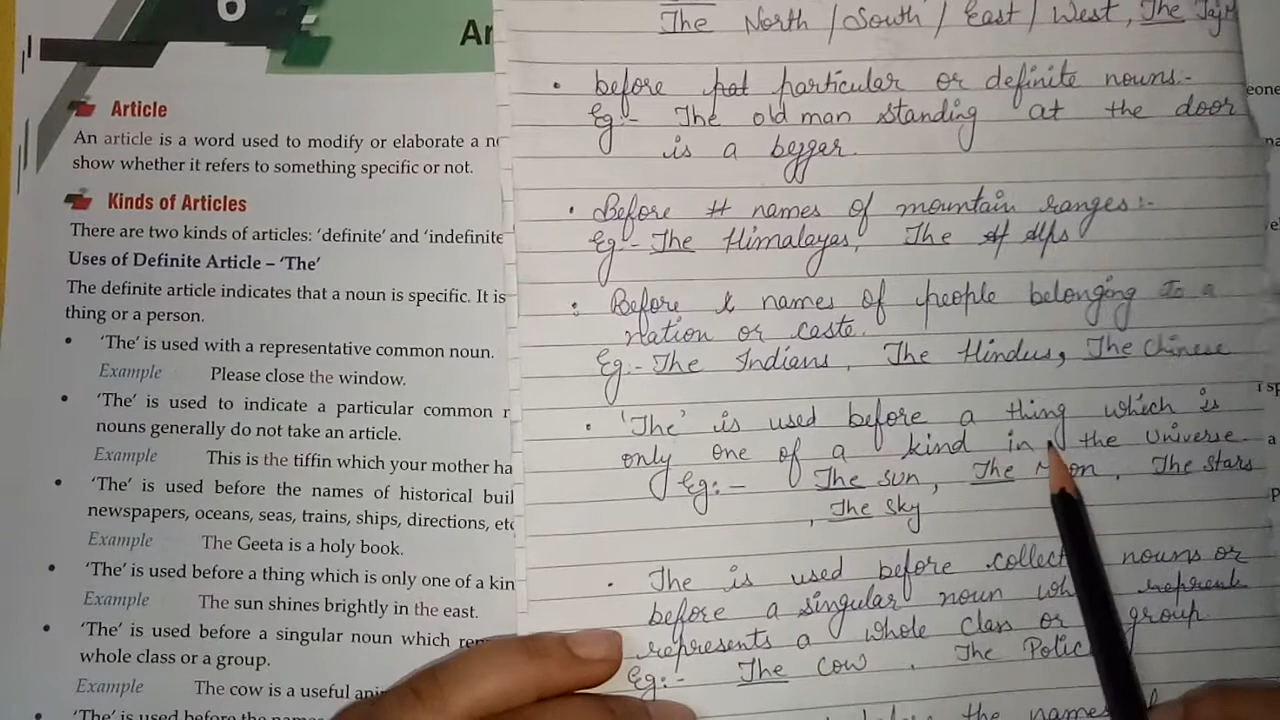 6
Ar
Article
An article is a word used to modify or elaborate a
show whether it refers to something specific or not.
Kinds of Articles
There are two kinds of articles: 'definite' and 'indefinite
Uses of Definite Article – 'The'
The definite article indicates that a noun is specific. It is
thing or a person.
• 'The' is used with a representative common noun.
Example Please close the window.
• 'The' is used to indicate a particular common
nouns generally do not take an article.
Example This is the tiffin which your mother ha
• 'The' is used before the names of historical buil
newspapers, oceans, seas, trains, ships, directions, etc
Example The Geeta is a holy book.
• 'The' is used before a thing which is only one of a kin
Example The sun shines brightly in the east.
• 'The' is used before a singular noun which
whole class or a group.
Example The cow is a useful
• 'The' is used before the
The North / South / East / West, The Taj
• before particular or definite nouns:-
Eg:- The old man standing at the door
is a begger.
• Before names of mountain ranges:-
Eg:- The Himalayas, The Alps
• Before names of people belonging to a
nation or caste.
Eg:- The Indians, The Hindus, The Chinese
• 'The' is used before a thing which is
only one of a kind in the universe.
Eg:- The sun, The Moon, The stars
, The sky
• The is used before collect nouns or
before a singular noun wh
represents a whole class or group.
Eg:- The cow, The Polic
the names